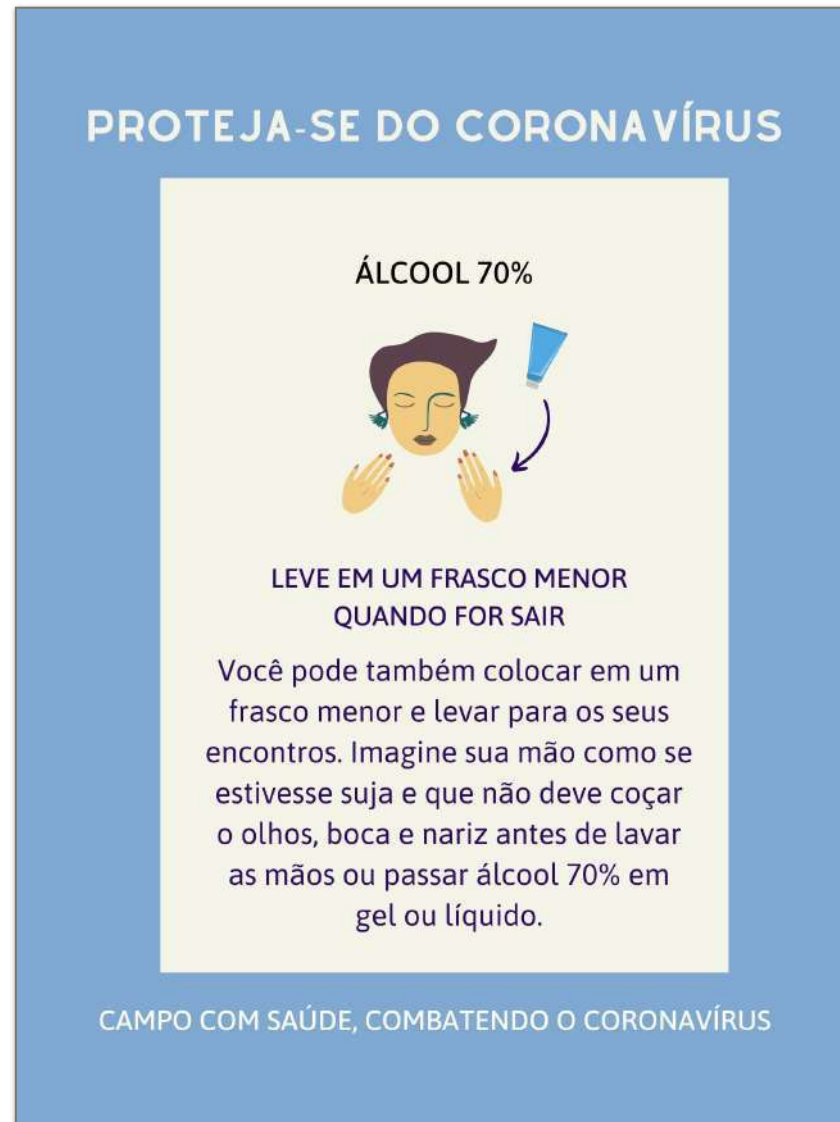 PROTEJA-SE DO CORONAVÍRUS
ÁLCOOL 70%
LEVE EM UM FRASCO MENOR
QUANDO FOR SAIR
Você pode também colocar em um
frasco menor e levar para os seus
encontros. Imagine sua mão como se
estivesse suja e que não deve coçar
o olhos, boca e nariz antes de lavar
as mãos ou passar álcool 70% em
gel ou líquido.
CAMPO COM SAÚDE, COMBATENDO O CORONAVÍRUS